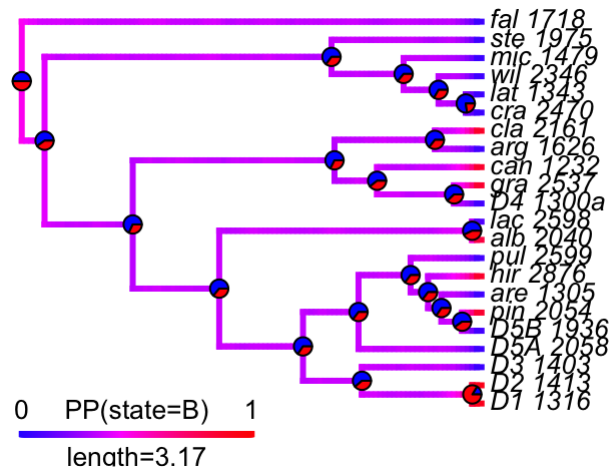 fal 1718
ste 1975
mic 1479
wil 2346
lat 1343
cra 2470
cla 2161
arg 1626
can 1232
gra 2537
D4 1300a
lac 2598
alb 2040
pul 2599
hir 2876
are 1305
pin 2054
D5B 1936
D5A 2058
D3 1403
D2 1413
D1 1316
0 PP(state=B) 1
length=3.17